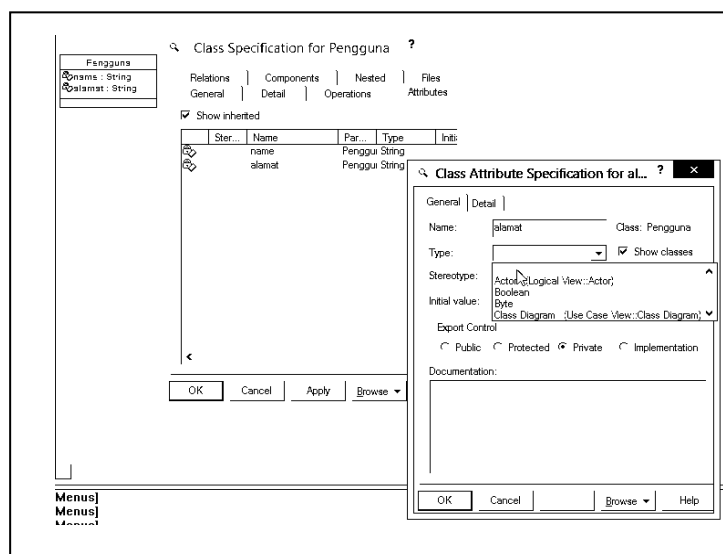 Pengguna
name : String
alamat : String
Class Specification for Pengguna ?
Relations Components Nested Files
General Detail Operations Attributes
Show inherited
Ster... Name Par... Type Initi
name Penggu String
alamat Penggu String
OK Cancel Apply Browse
Class Attribute Specification for al... ?
General Detail
Name: alamat Class: Pengguna
Type: Show classes
Stereotype:
Actor (Logical View::Actor)
Boolean
Byte
Class Diagram (Use Case View::Class Diagram)
Initial value:
Export Control
Public Protected Private Implementation
Documentation:
OK Cancel Browse Help
Menus]
Menus]
Menus]